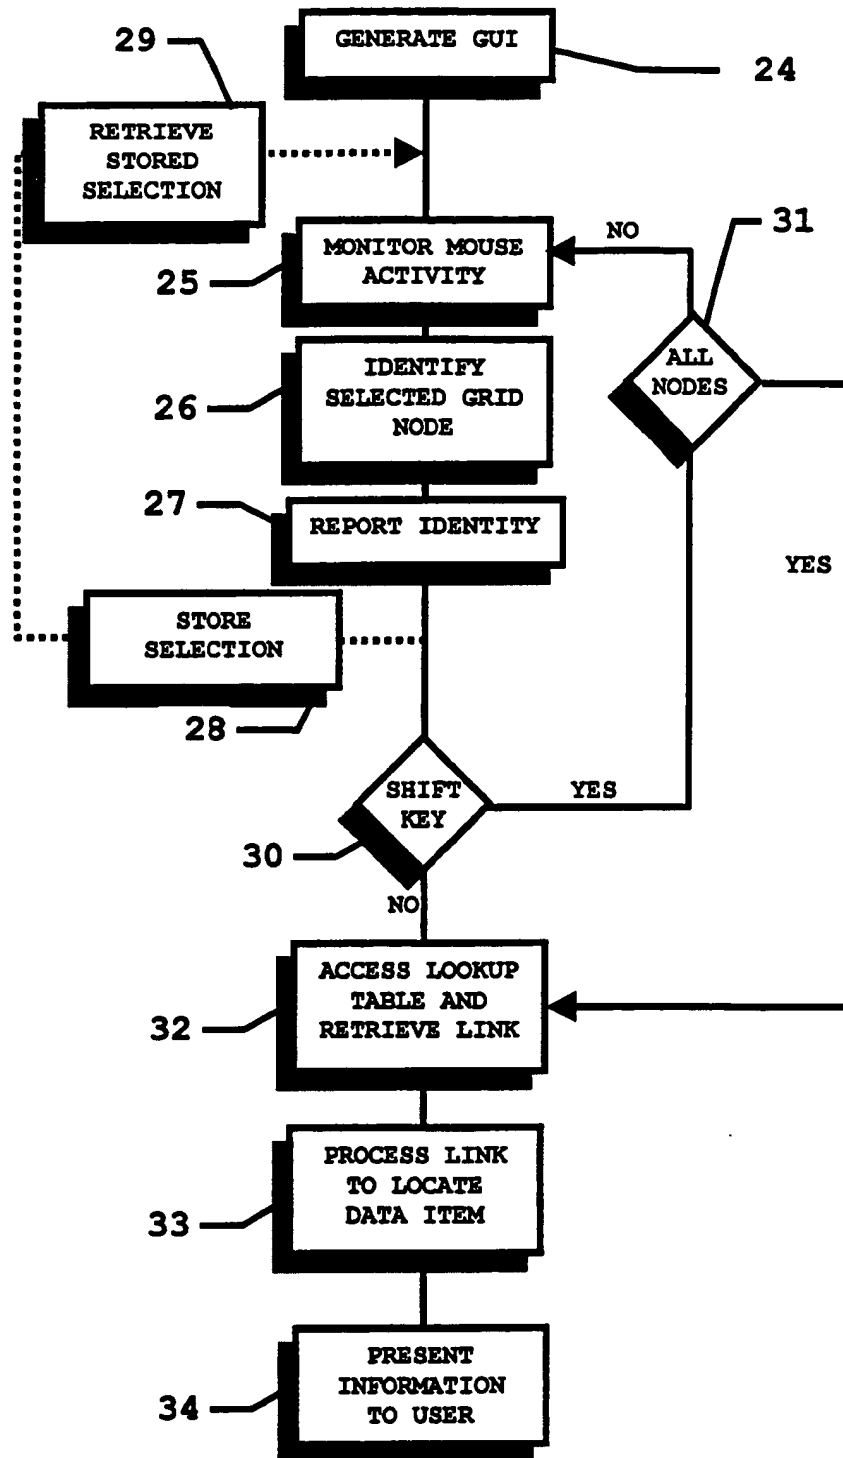 GENERATE GUI
24
29
RETRIEVE
STORED
SELECTION
MONITOR MOUSE
ACTIVITY
25
NO
31
ALL
NODES
IDENTIFY
SELECTED GRID
NODE
26
27
REPORT IDENTITY
YES
STORE
SELECTION
28
SHIFT
KEY
YES
30
NO
ACCESS LOOKUP
TABLE AND
RETRIEVE LINK
32
PROCESS LINK
TO LOCATE
DATA ITEM
33
PRESENT
INFORMATION
TO USER
34